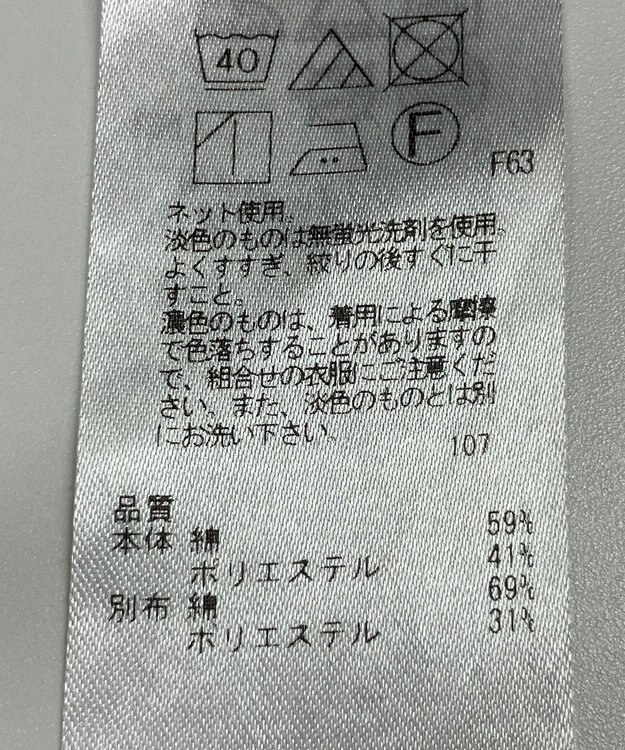 40
F
F63
ネット使用。
淡色のものは無蛍光洗剤を使用。
よくすすぎ、絞りの後すぐに干
すこと。
濃色のものは、着用による摩擦
で色落ちすることがありますの
で、組合せの衣服にご注意くだ
さい。また、淡色のものとは別
にお洗い下さい。
107
品質
本体 綿 59%
ポリエステル 41%
別布 綿 69%
ポリエステル 31%